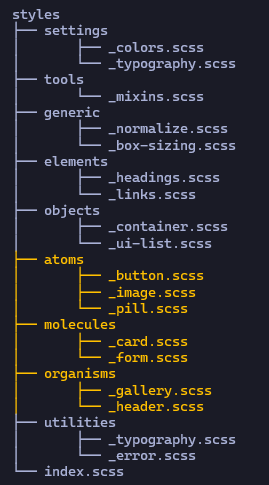 styles
├── settings
│       ├── _colors.scss
│       └── _typography.scss
├── tools
│       └── _mixins.scss
├── generic
│       ├── _normalize.scss
│       └── _box-sizing.scss
├── elements
│       ├── _headings.scss
│       └── _links.scss
├── objects
│       ├── _container.scss
│       └── _ui-list.scss
├── atoms
│       ├── _button.scss
│       ├── _image.scss
│       └── _pill.scss
├── molecules
│       ├── _card.scss
│       └── _form.scss
├── organisms
│       ├── _gallery.scss
│       └── _header.scss
├── utilities
│       ├── _typography.scss
│       └── _error.scss
└── index.scss